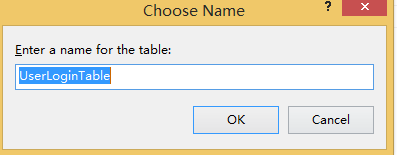 Choose Name
Enter a name for the table:
UserLoginTable
OK
Cancel